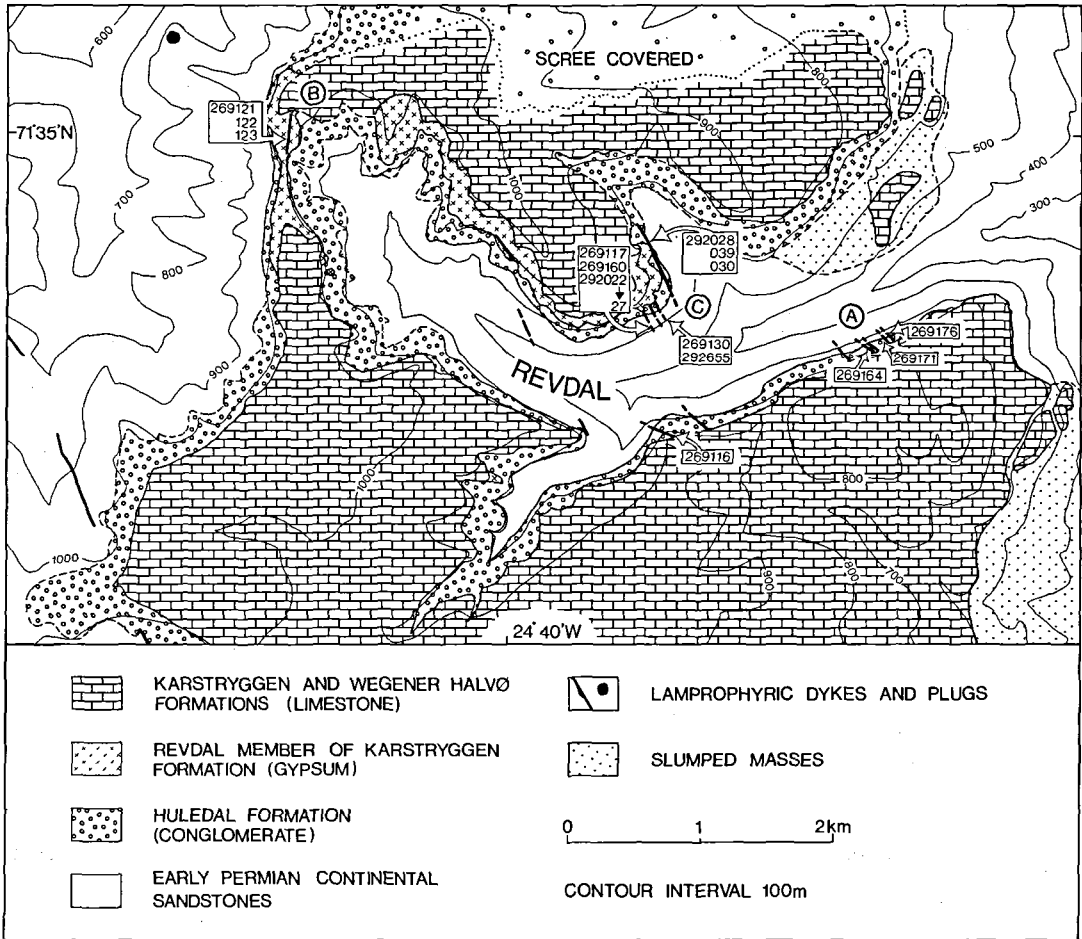 600
SCREE COVERED
800
B
269121
122
123
71°35'N
900
500
400
700
1000
300
292028
039
030
269117
269160
292022
27
800
C
A
269176
269130
292655
269171
269164
REVDAL
900
269116
1000
800
1000
900
800
700
24°40'W
KARSTRYGGEN AND WEGENER HALVØ
FORMATIONS (LIMESTONE)
LAMPROPHYRIC DYKES AND PLUGS
REVDAL MEMBER OF KARSTRYGGEN
FORMATION (GYPSUM)
SLUMPED MASSES
HULEDAL FORMATION
(CONGLOMERATE)
0 1 2km
EARLY PERMIAN CONTINENTAL
SANDSTONES
CONTOUR INTERVAL 100m